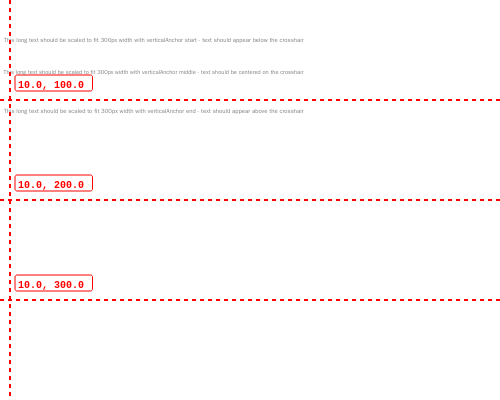 This long text should be scaled to fit 300px width with verticalAnchor start - text should appear below the crosshair
This long text should be scaled to fit 300px width with verticalAnchor middle - text should be centered on the crosshair
10.0, 100.0
This long text should be scaled to fit 300px width with verticalAnchor end - text should appear above the crosshair
10.0, 200.0
10.0, 300.0